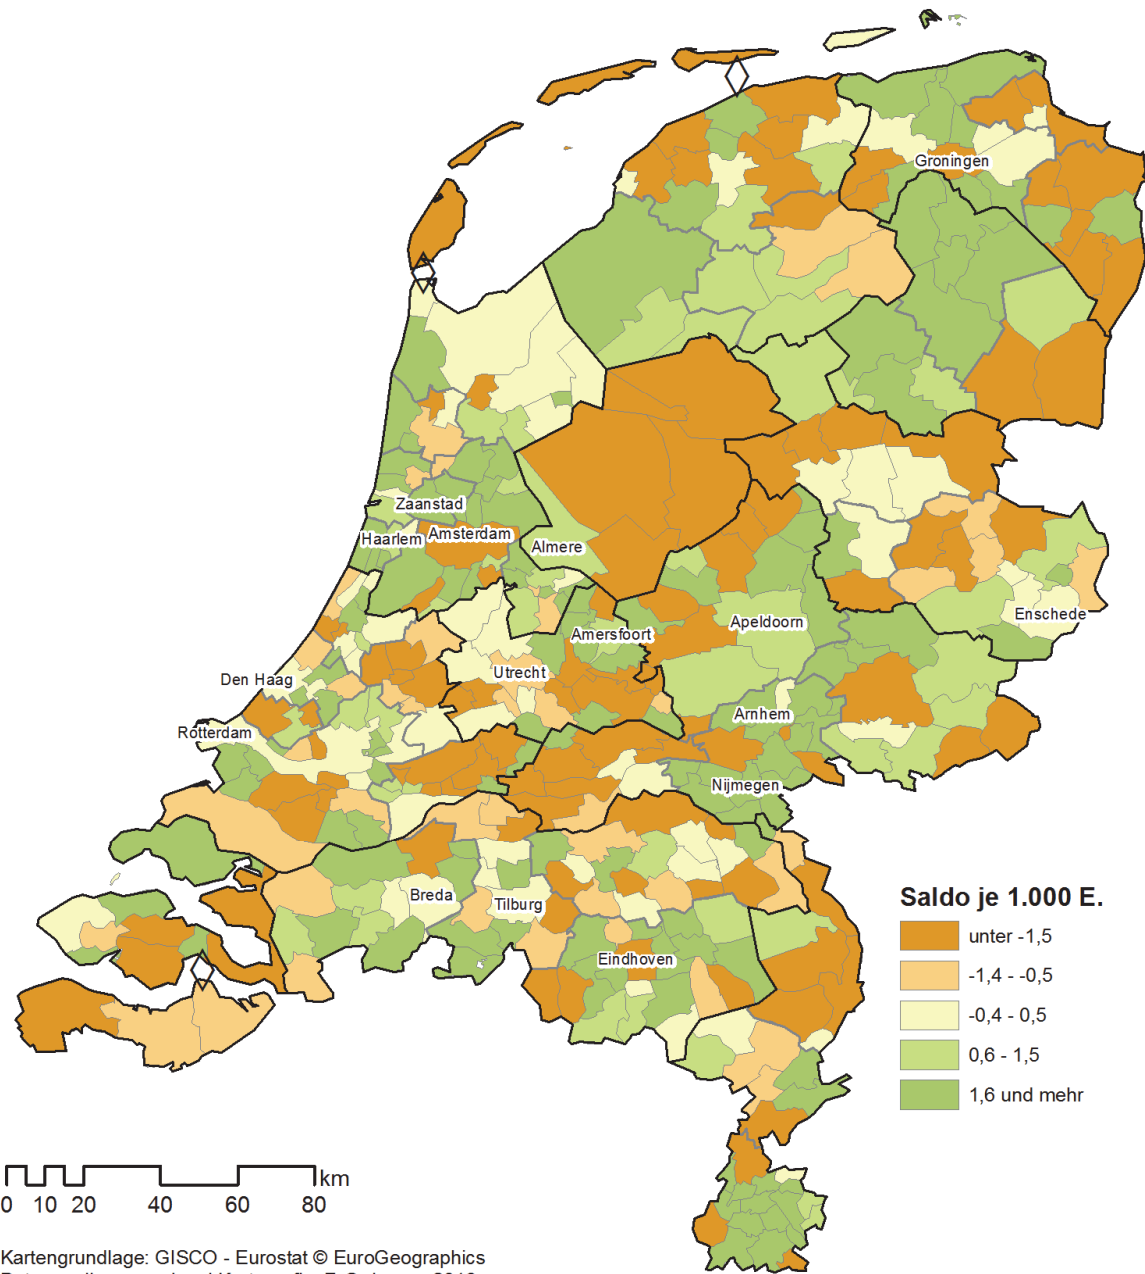 Groningen
Zaanstad
Haarlem
Amsterdam
Almere
Enschede
Amersfoort
Apeldoorn
Utrecht
Den Haag
Arnhem
Rotterdam
Nijmegen
Breda
Tilburg
Eindhoven
Saldo je 1.000 E.
unter -1,5
-1,4 - -0,5
-0,4 - 0,5
0,6 - 1,5
1,6 und mehr
km
0 10 20 40 60 80
Kartengrundlage: GISCO - Eurostat © EuroGeographics